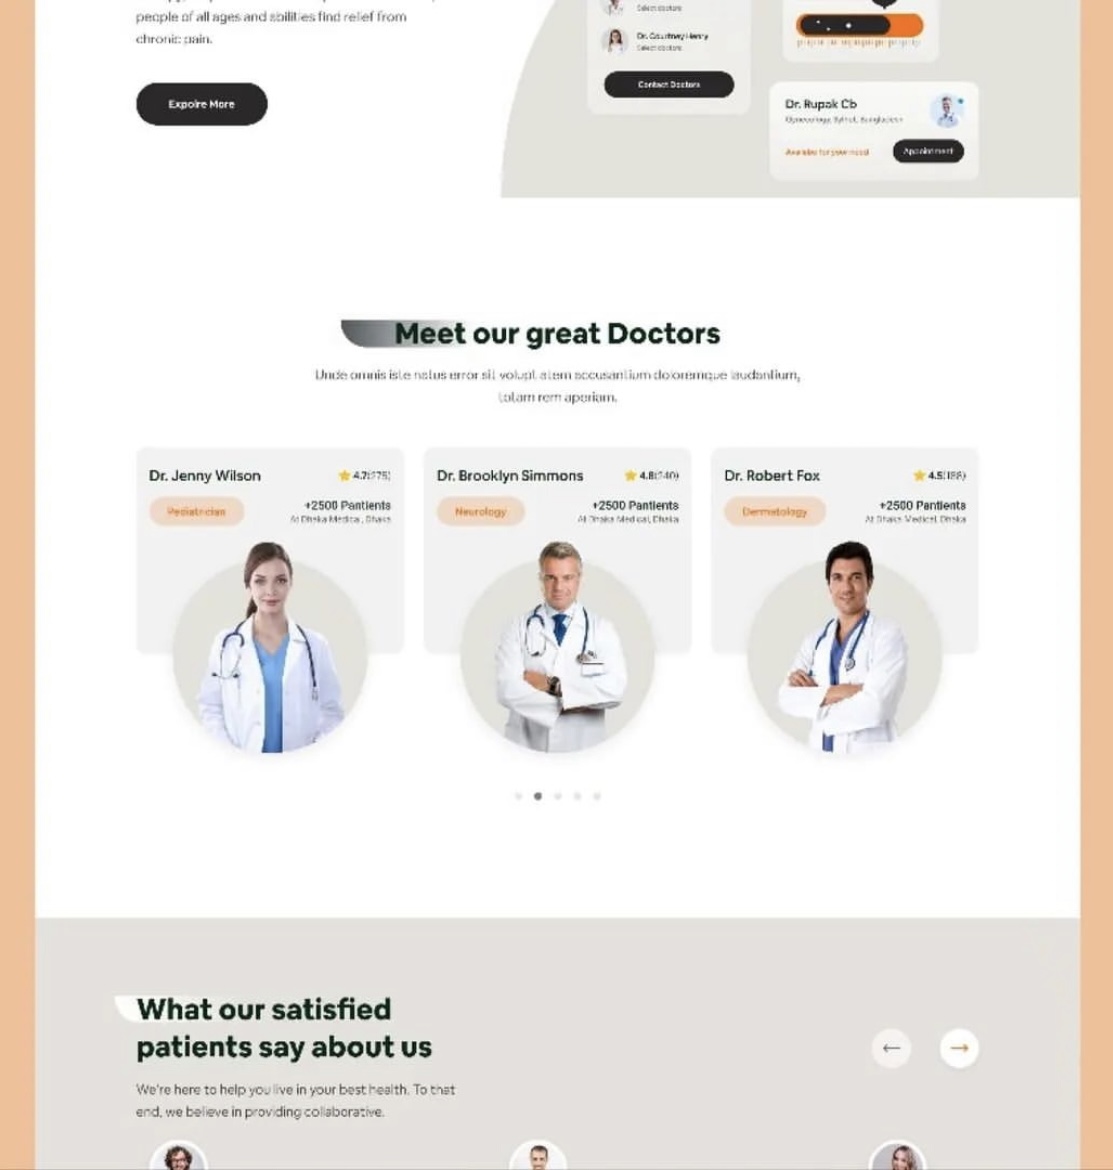 people of all ages and abilities find relief from
chronic pain.
Expolre More
Select doctors
Dr. Courtney Henry
Select doctors
Contact Doctors
Dr. Rupak Cb
Gynecology, Sylhet, Bangladesh
Availabe for your need
Appointment
Meet our great Doctors
Unde omnis iste natus error sit volupt atem accusantium doloremque laudantium,
totam rem aperiam.
Dr. Jenny Wilson
4.7(275)
Pediatrician
+2500 Pantients
At Dhaka Medical, Dhaka
Dr. Brooklyn Simmons
4.8(240)
Neurology
+2500 Pantients
At Dhaka Medical, Dhaka
Dr. Robert Fox
4.5(188)
Dermatology
+2500 Pantients
At Dhaka Medical, Dhaka
What our satisfied
patients say about us
We're here to help you live in your best health. To that
end, we believe in providing collaborative.